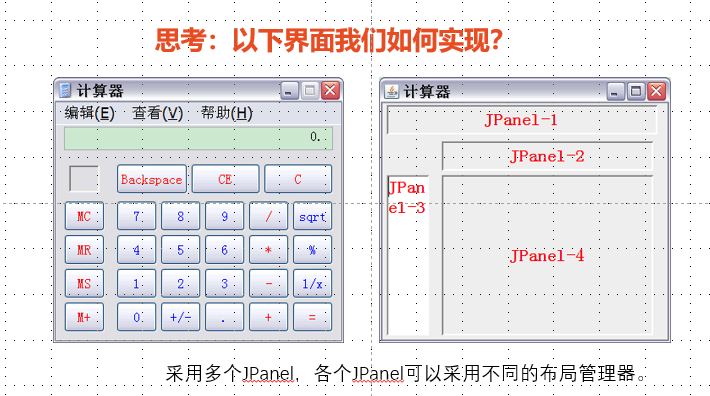 思考：以下界面我们如何实现？
计算器
编辑(E) 查看(V) 帮助(H)
0.
Backspace CE C
MC 7 8 9 / sqrt
MR 4 5 6 * %
MS 1 2 3 - 1/x
M+ 0 +/- . + =
计算器
JPanel-1
JPanel-2
JPan
el-3
JPanel-4
采用多个JPanel，各个JPanel可以采用不同的布局管理器。